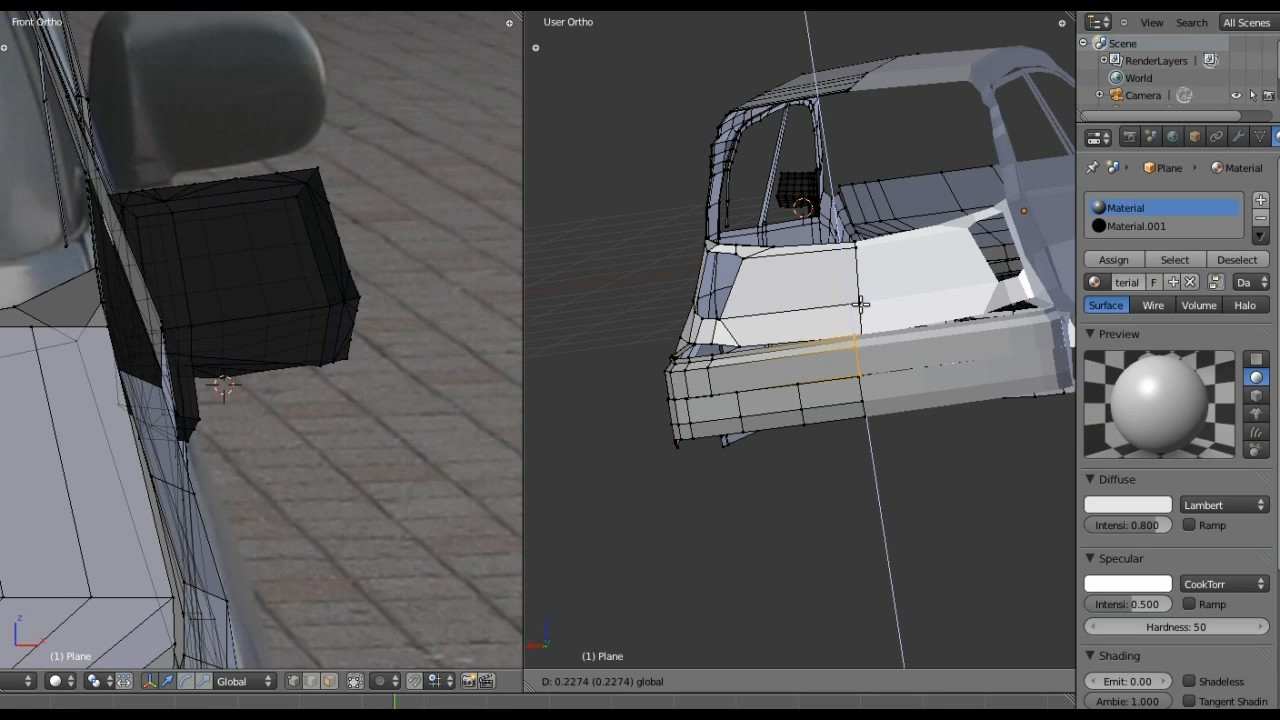 Front Ortho
User Ortho
View Search All Scenes
Scene
RenderLayers |
World
Camera |
Plane Material
Material
Material.001
Assign Select Deselect
terial F Da
Surface Wire Volume Halo
Preview
Diffuse
Lambert
Intensi: 0.800 Ramp
Specular
CookTorr
Intensi: 0.500 Ramp
Hardness: 50
Shading
Emit: 0.00 Shadeless
Ambie: 1.000 Tangent Shadin
z
(1) Plane
(1) Plane
Global
D: 0.2274 (0.2274) global